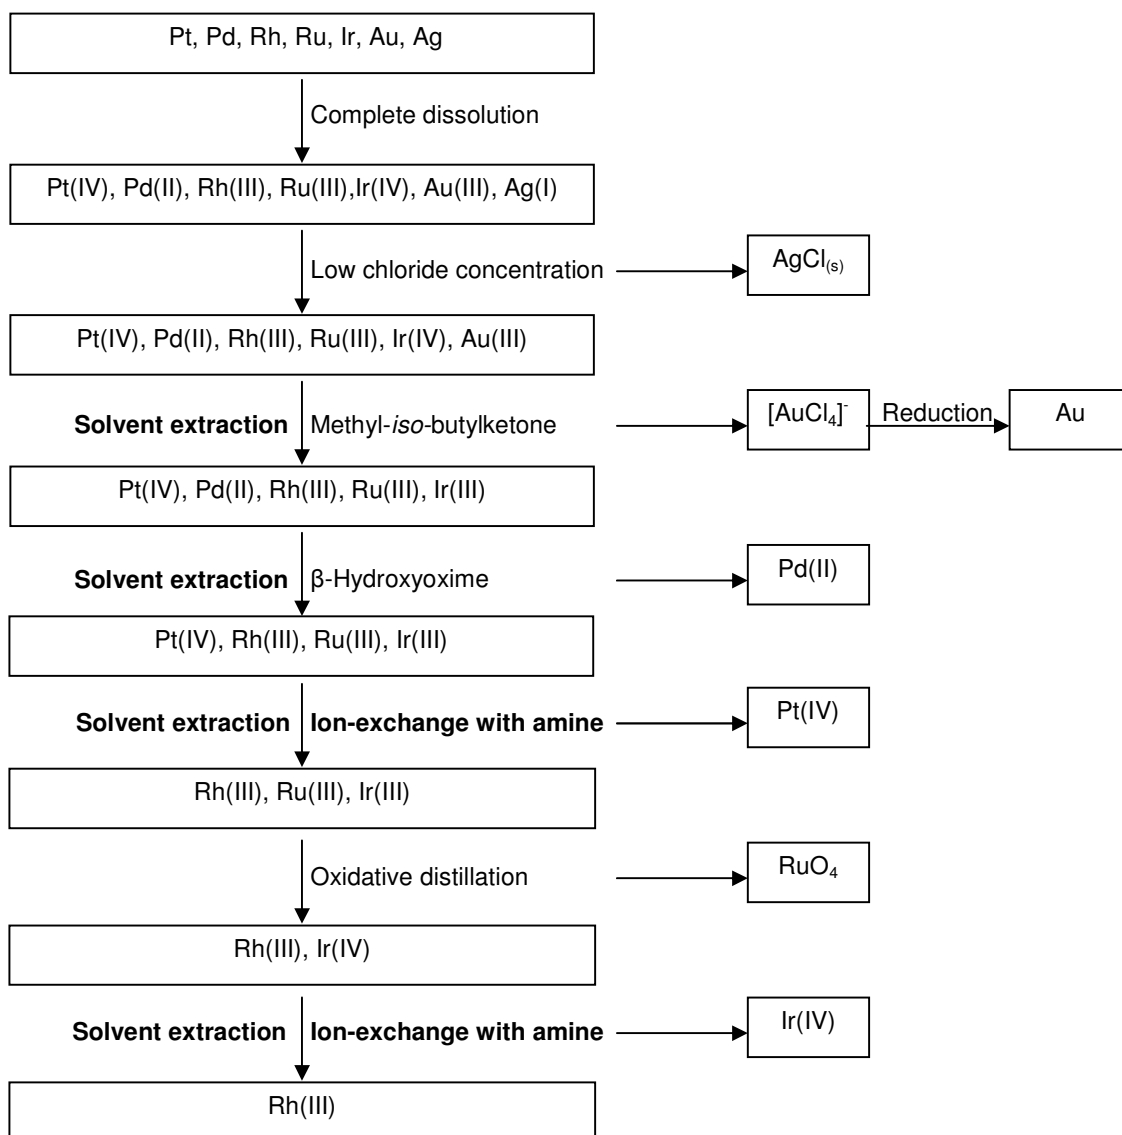 Pt, Pd, Rh, Ru, Ir, Au, Ag
Complete dissolution
Pt(IV), Pd(II), Rh(III), Ru(III),Ir(IV), Au(III), Ag(I)
Low chloride concentration
AgCl(s)
Pt(IV), Pd(II), Rh(III), Ru(III), Ir(IV), Au(III)
Solvent extraction Methyl-iso-butylketone
[AuCl4]- Reduction Au
Pt(IV), Pd(II), Rh(III), Ru(III), Ir(III)
Solvent extraction β-Hydroxyoxime
Pd(II)
Pt(IV), Rh(III), Ru(III), Ir(III)
Solvent extraction Ion-exchange with amine
Pt(IV)
Rh(III), Ru(III), Ir(III)
Oxidative distillation
RuO4
Rh(III), Ir(IV)
Solvent extraction Ion-exchange with amine
Ir(IV)
Rh(III)